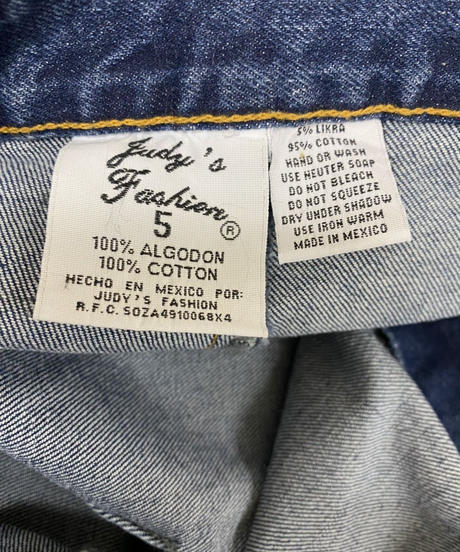 Judy's
Fashion
5
®
100% ALGODON
100% COTTON
HECHO EN MEXICO POR:
JUDY'S FASHION
R.F.C. SOZA4910068X4
5% LIKRA
95% COTTON
HAND OR WASH
USE NEUTER SOAP
DO NOT BLEACH
DO NOT SQUEEZE
DRY UNDER SHADOW
USE IRON WARM
MADE IN MEXICO